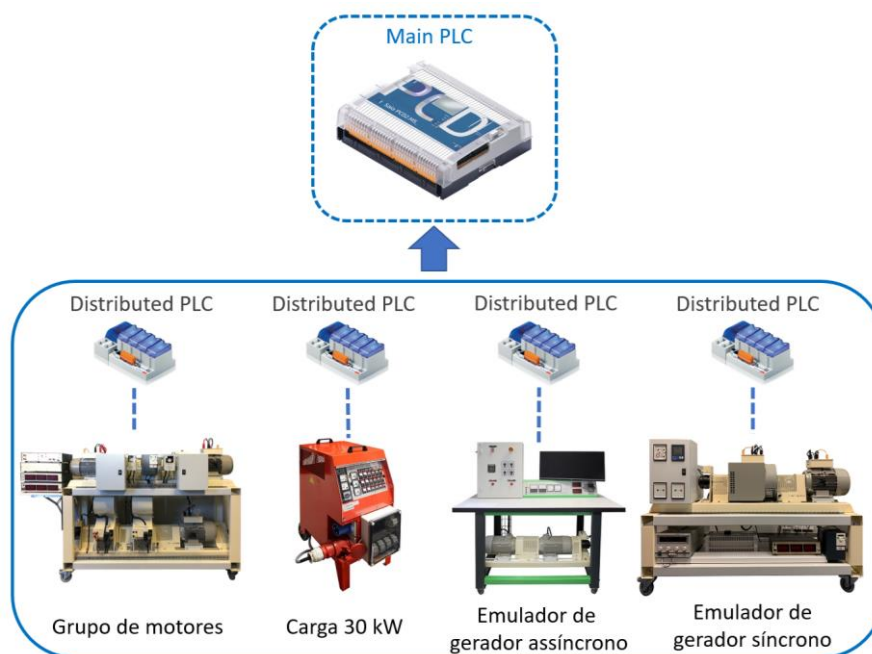 Main PLC
PCD
Distributed PLC
Distributed PLC
Distributed PLC
Distributed PLC
Grupo de motores
Carga 30 kW
Emulador de
gerador assíncrono
Emulador de
gerador síncrono